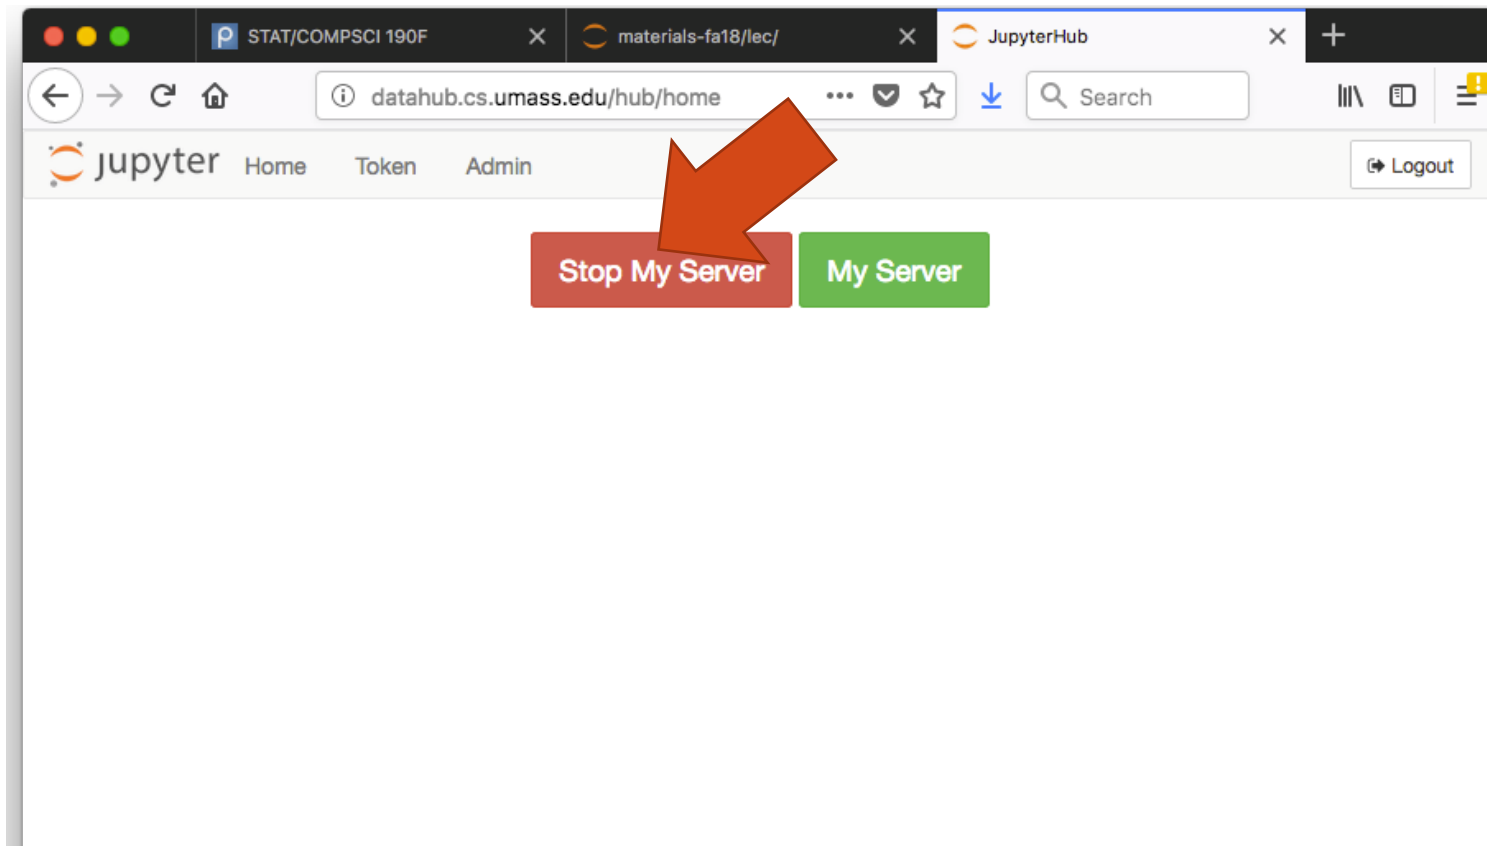 STAT/COMPSCI 190F
materials-fa18/lec/
JupyterHub
datahub.cs.umass.edu/hub/home
Search
jupyter Home Token Admin
Logout
Stop My Server My Server